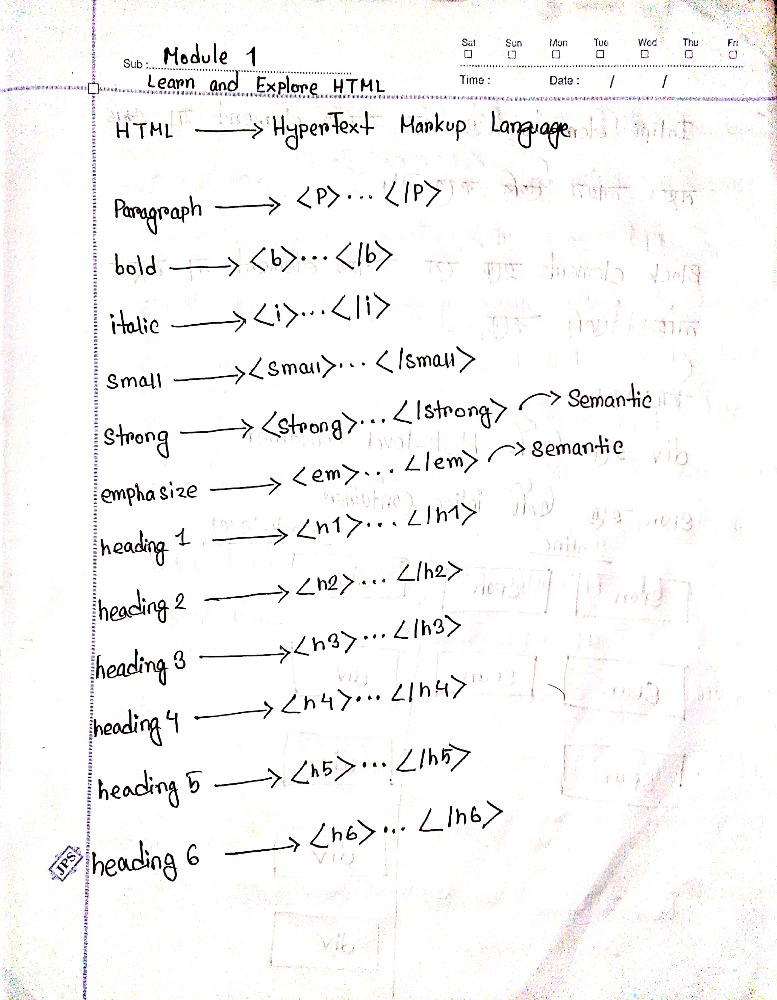 Sub : Module 1
Sat Sun Mon Tue Wed Thu Fri
Learn and Explore HTML
Time : Date : / /
HTML → HyperText Markup Language
Paragraph → <P>... </P>
bold → <b>... </b>
italic → <i>... </i>
small → <small>... </small>
strong → <strong>... </strong> → Semantic
emphasize → <em>... </em> → Semantic
heading 1 → <h1>... </h1>
heading 2 → <h2>... </h2>
heading 3 → <h3>... </h3>
heading 4 → <h4>... </h4>
heading 5 → <h5>... </h5>
heading 6 → <h6>... </h6>
JPS